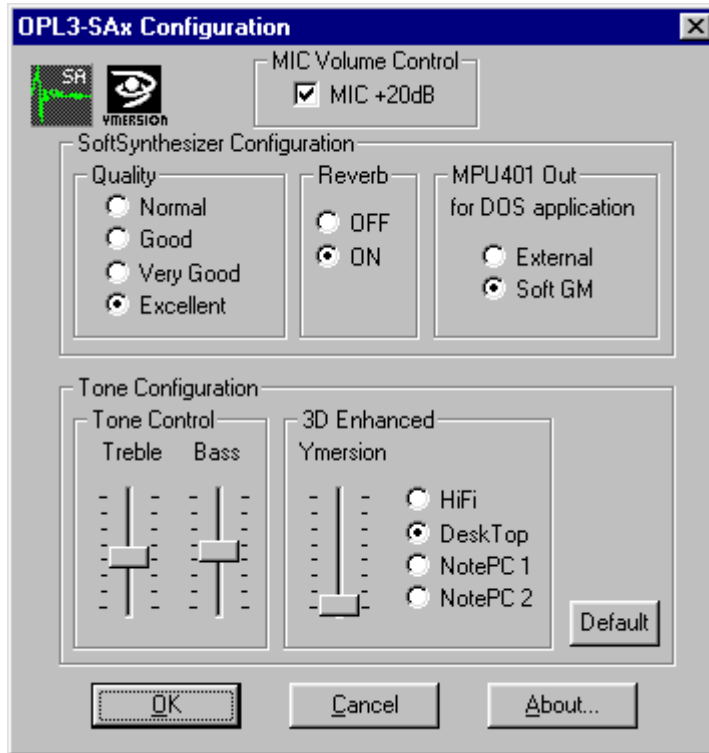 OPL3-SAx Configuration
SA
YMERSION
MIC Volume Control
MIC +20dB
SoftSynthesizer Configuration
Quality
Normal
Good
Very Good
Excellent
Reverb
OFF
ON
MPU401 Out
for DOS application
External
Soft GM
Tone Configuration
Tone Control
Treble Bass
3D Enhanced
Ymersion
HiFi
DeskTop
NotePC 1
NotePC 2
Default
OK Cancel About...